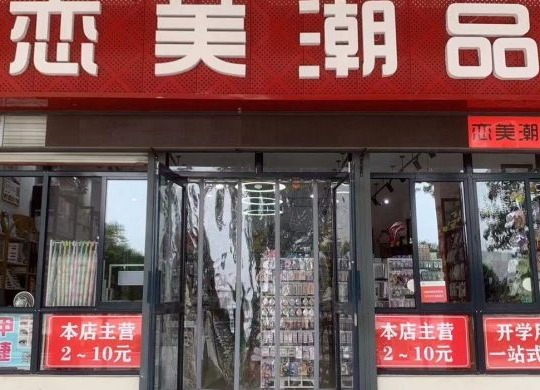 恋美潮品
恋美潮
本店主营
2～10元
本店主营
2～10元
开学用
一站式